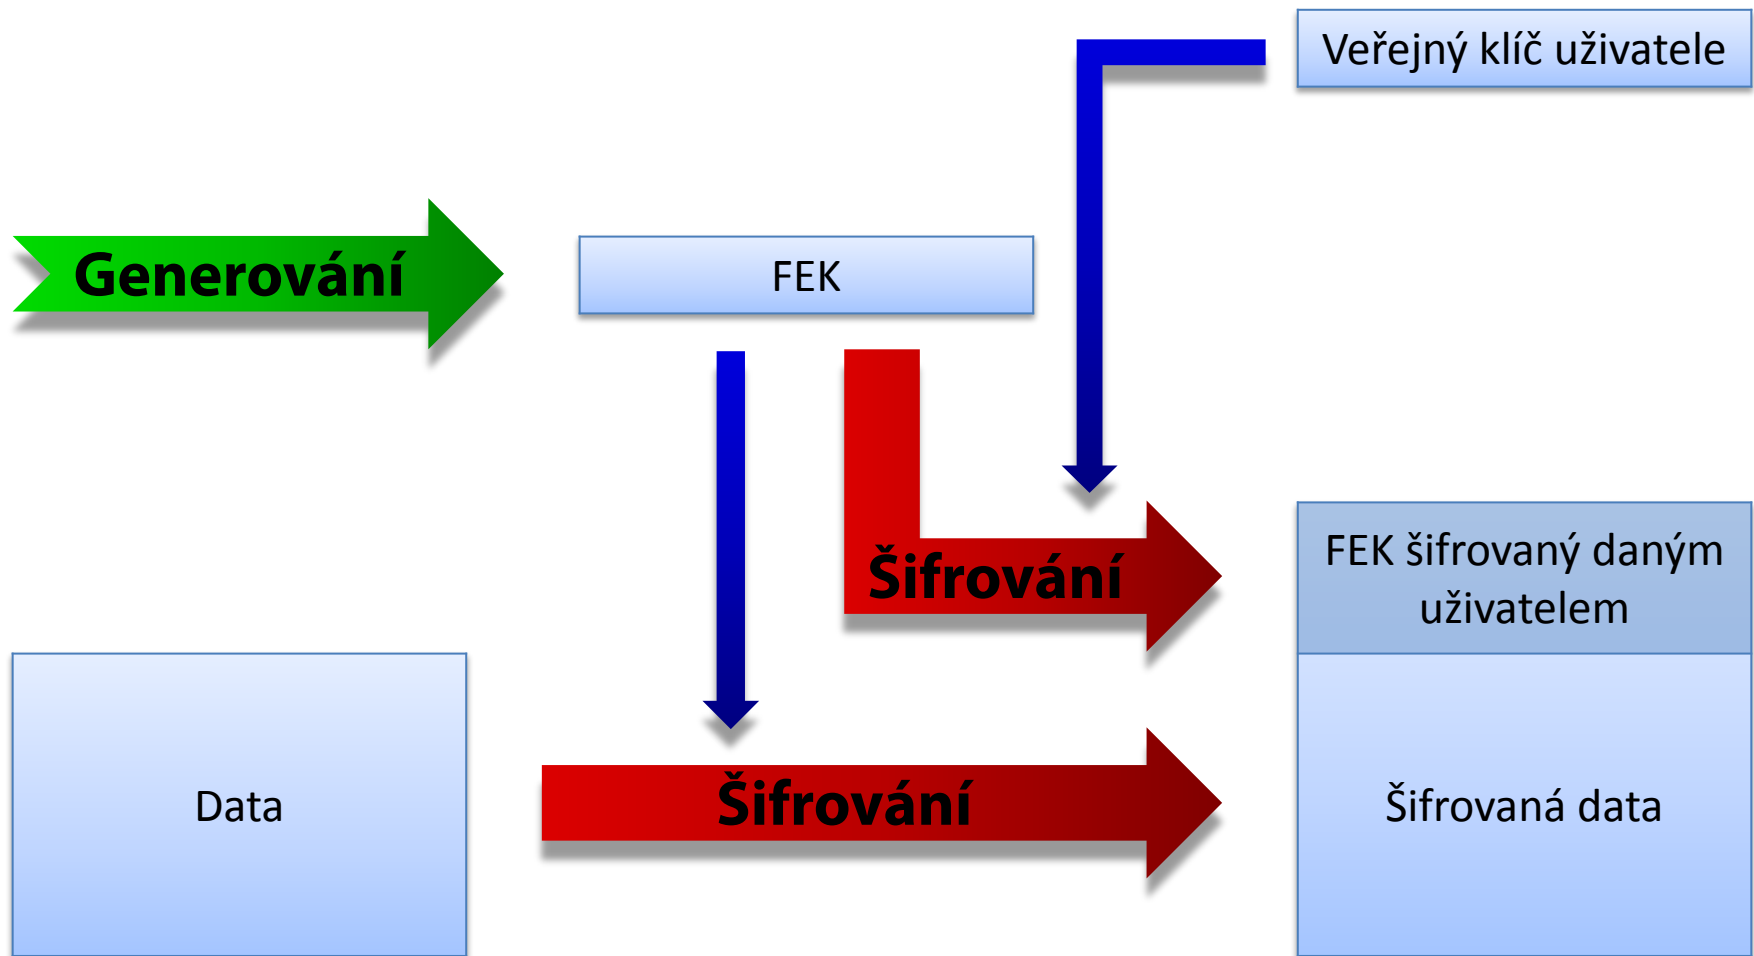 Veřejný klíč uživatele
Generování
FEK
Šifrování
FEK šifrovaný daným
uživatelem
Data
Šifrování
Šifrovaná data